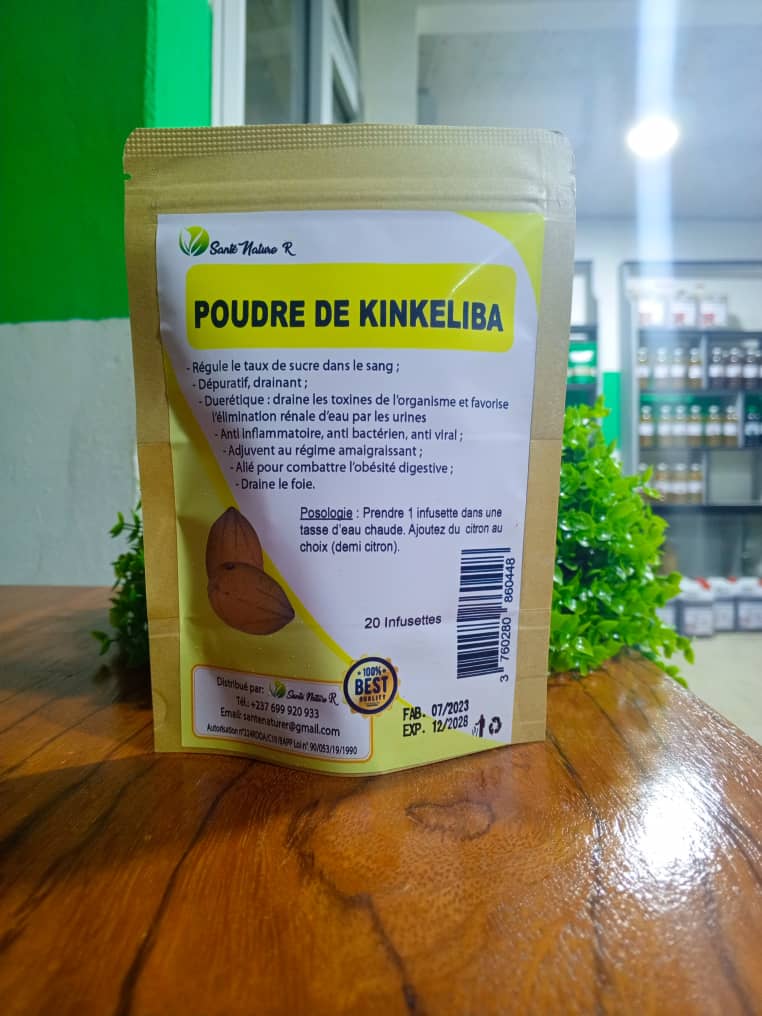 Santé Nature R
POUDRE DE KINKELIBA
- Régule le taux de sucre dans le sang ;
- Dépuratif, drainant ;
- Duerétique : draine les toxines de l'organisme et favorise
l'élimination rénale d'eau par les urines
- Anti inflammatoire, anti bactérien, anti viral ;
- Adjuvent au régime amaigraissant ;
- Alié pour combattre l'obésité digestive ;
- Draine le foie.
Posologie : Prendre 1 infusette dans une
tasse d'eau chaude. Ajoutez du citron au
choix (demi citron).
20 Infusettes
3 760280 860448
Distribué par: Santé Nature R
Tél.: +237 699 920 933
Email: santenaturer@gmail.com
100%
BEST
QUALITY
FAB. 07/2023
EXP. 12/2028